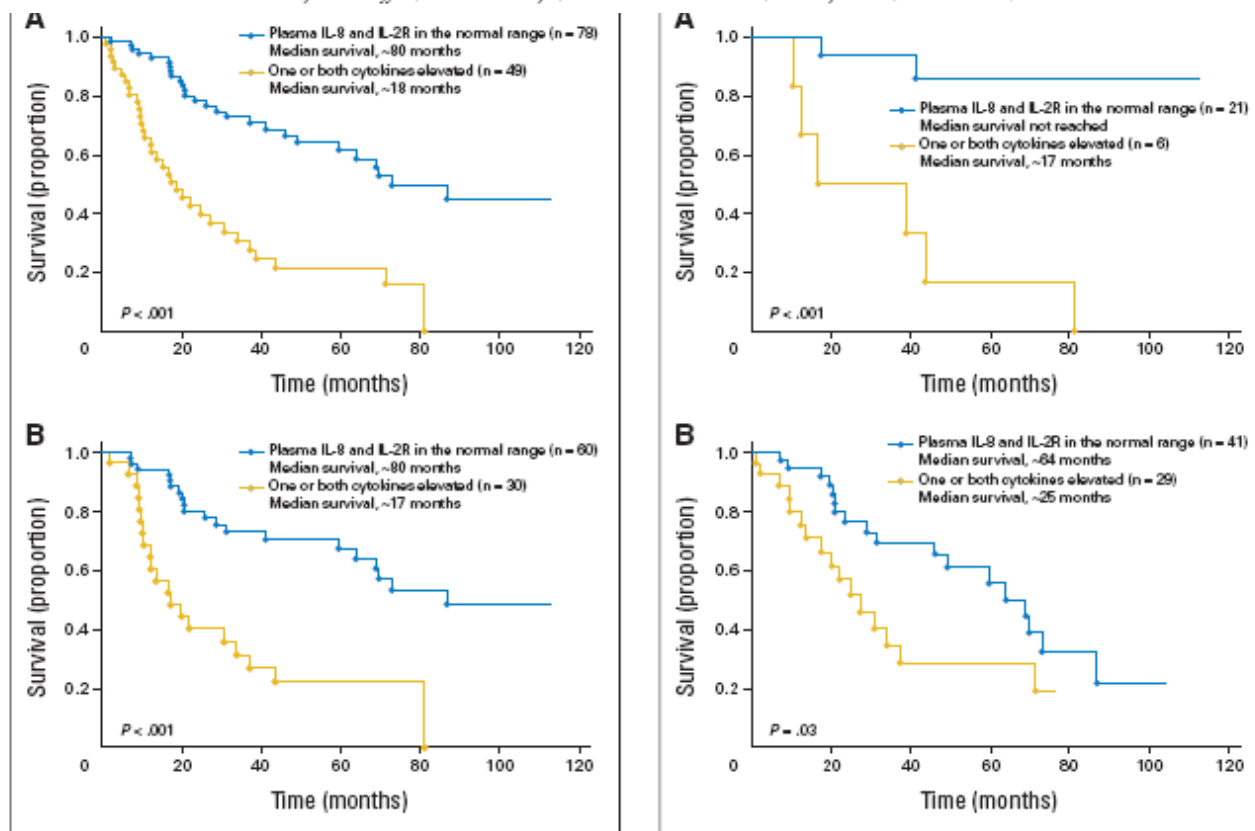 A
Plasma IL-8 and IL-2R in the normal range (n = 78)
Median survival, ~80 months
One or both cytokines elevated (n = 49)
Median survival, ~18 months
1.0
0.8
0.6
0.4
0.2
Survival (proportion)
P < .001
0 20 40 60 80 100 120
Time (months)
B
Plasma IL-8 and IL-2R in the normal range (n = 60)
Median survival, ~80 months
One or both cytokines elevated (n = 30)
Median survival, ~17 months
1.0
0.8
0.6
0.4
0.2
Survival (proportion)
P < .001
0 20 40 60 80 100 120
Time (months)
A
Plasma IL-8 and IL-2R in the normal range (n = 21)
Median survival not reached
One or both cytokines elevated (n = 6)
Median survival, ~17 months
1.0
0.8
0.6
0.4
0.2
Survival (proportion)
P < .001
0 20 40 60 80 100 120
Time (months)
B
Plasma IL-8 and IL-2R in the normal range (n = 41)
Median survival, ~64 months
One or both cytokines elevated (n = 29)
Median survival, ~25 months
1.0
0.8
0.6
0.4
0.2
Survival (proportion)
P = .03
0 20 40 60 80 100 120
Time (months)